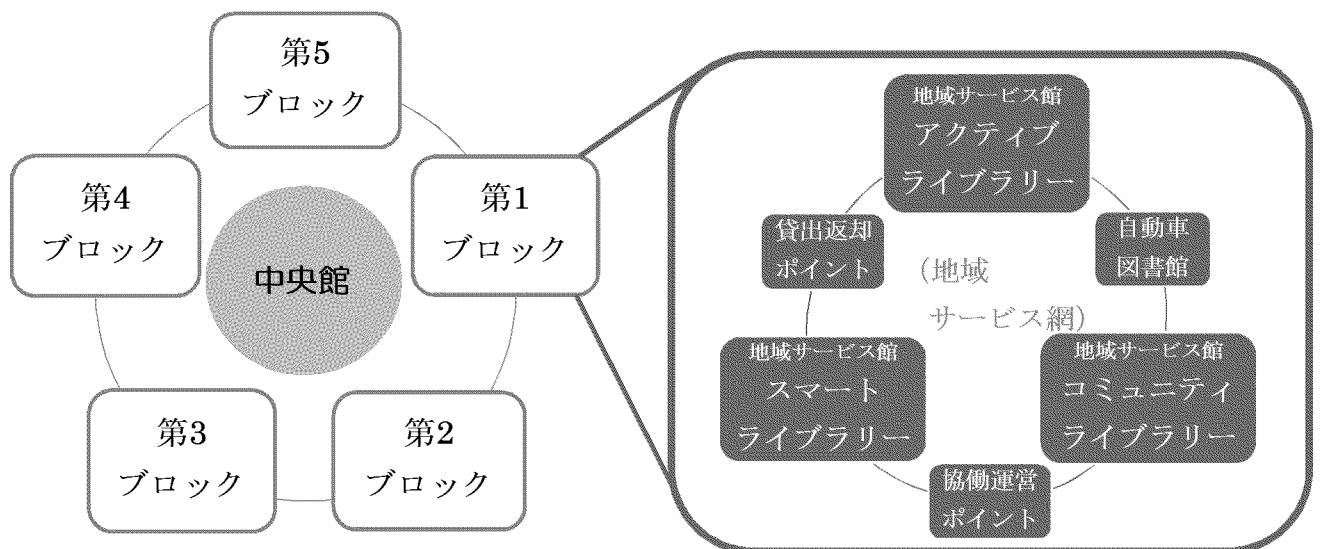 第5
ブロック
第4
ブロック
第1
ブロック
中央館
第3
ブロック
第2
ブロック
地域サービス館
アクティブ
ライブラリー
貸出返却
ポイント
自動車
図書館
(地域
サービス網)
地域サービス館
スマート
ライブラリー
地域サービス館
コミュニティ
ライブラリー
協働運営
ポイント